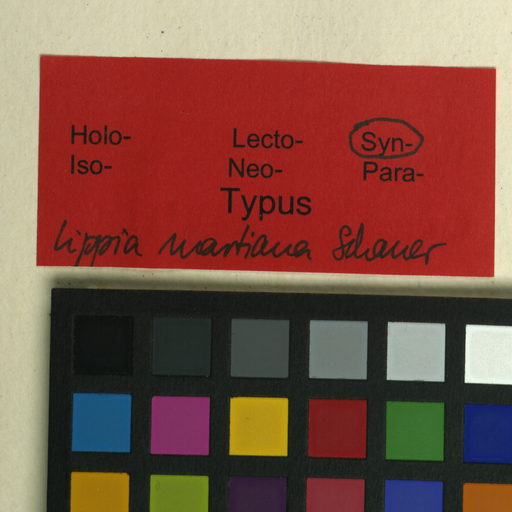 Holo- Lecto- Syn-
Iso- Neo- Para-
Typus
Lippia martiana Schauer